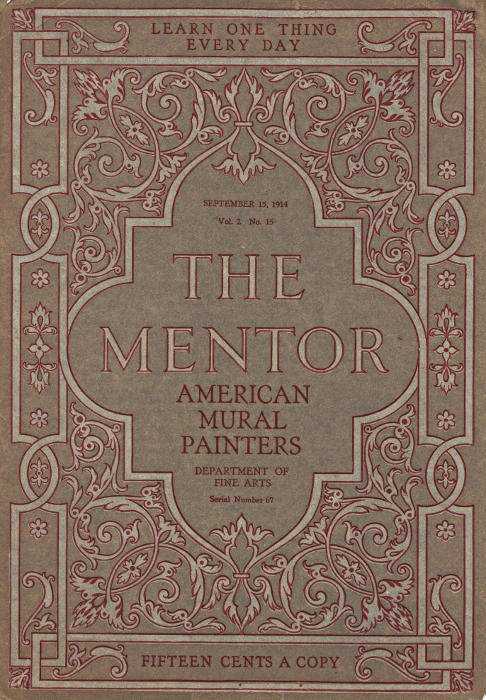 LEARN ONE THING
EVERY DAY
SEPTEMBER 15, 1914
Vol. 2 No. 15
THE
MENTOR
AMERICAN
MURAL
PAINTERS
DEPARTMENT OF
FINE ARTS
Serial Number 67
FIFTEEN CENTS A COPY